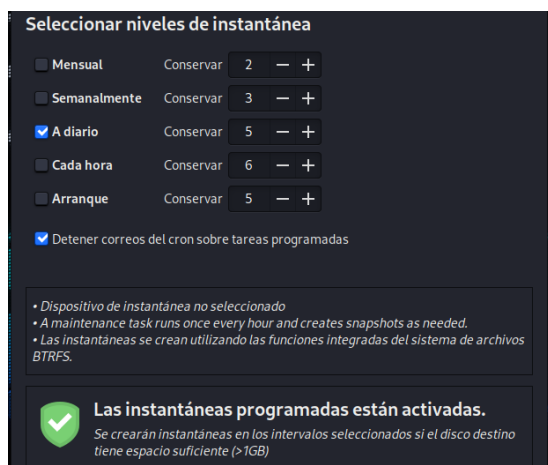 Seleccionar niveles de instantánea
Mensual Conservar 2 − +
Semanalmente Conservar 3 − +
A diario Conservar 5 − +
Cada hora Conservar 6 − +
Arranque Conservar 5 − +
Detener correos del cron sobre tareas programadas
• Dispositivo de instantánea no seleccionado
• A maintenance task runs once every hour and creates snapshots as needed.
• Las instantáneas se crean utilizando las funciones integradas del sistema de archivos
BTRFS.
Las instantáneas programadas están activadas.
Se crearán instantáneas en los intervalos seleccionados si el disco destino
tiene espacio suficiente (>1GB)